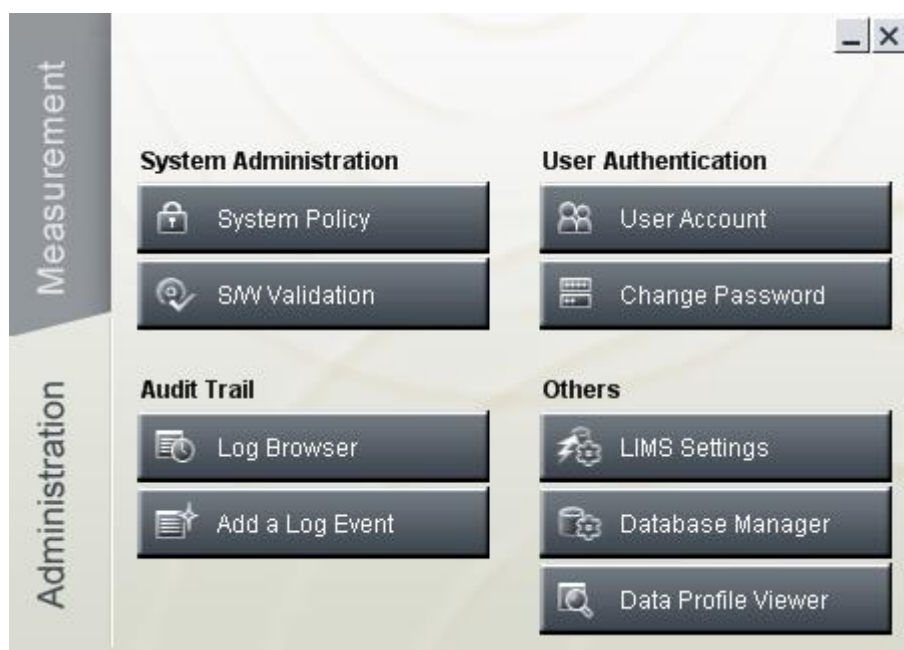 Measurement
Administration
System Administration
System Policy
S/W Validation
Audit Trail
Log Browser
Add a Log Event
User Authentication
User Account
Change Password
Others
LIMS Settings
Database Manager
Data Profile Viewer